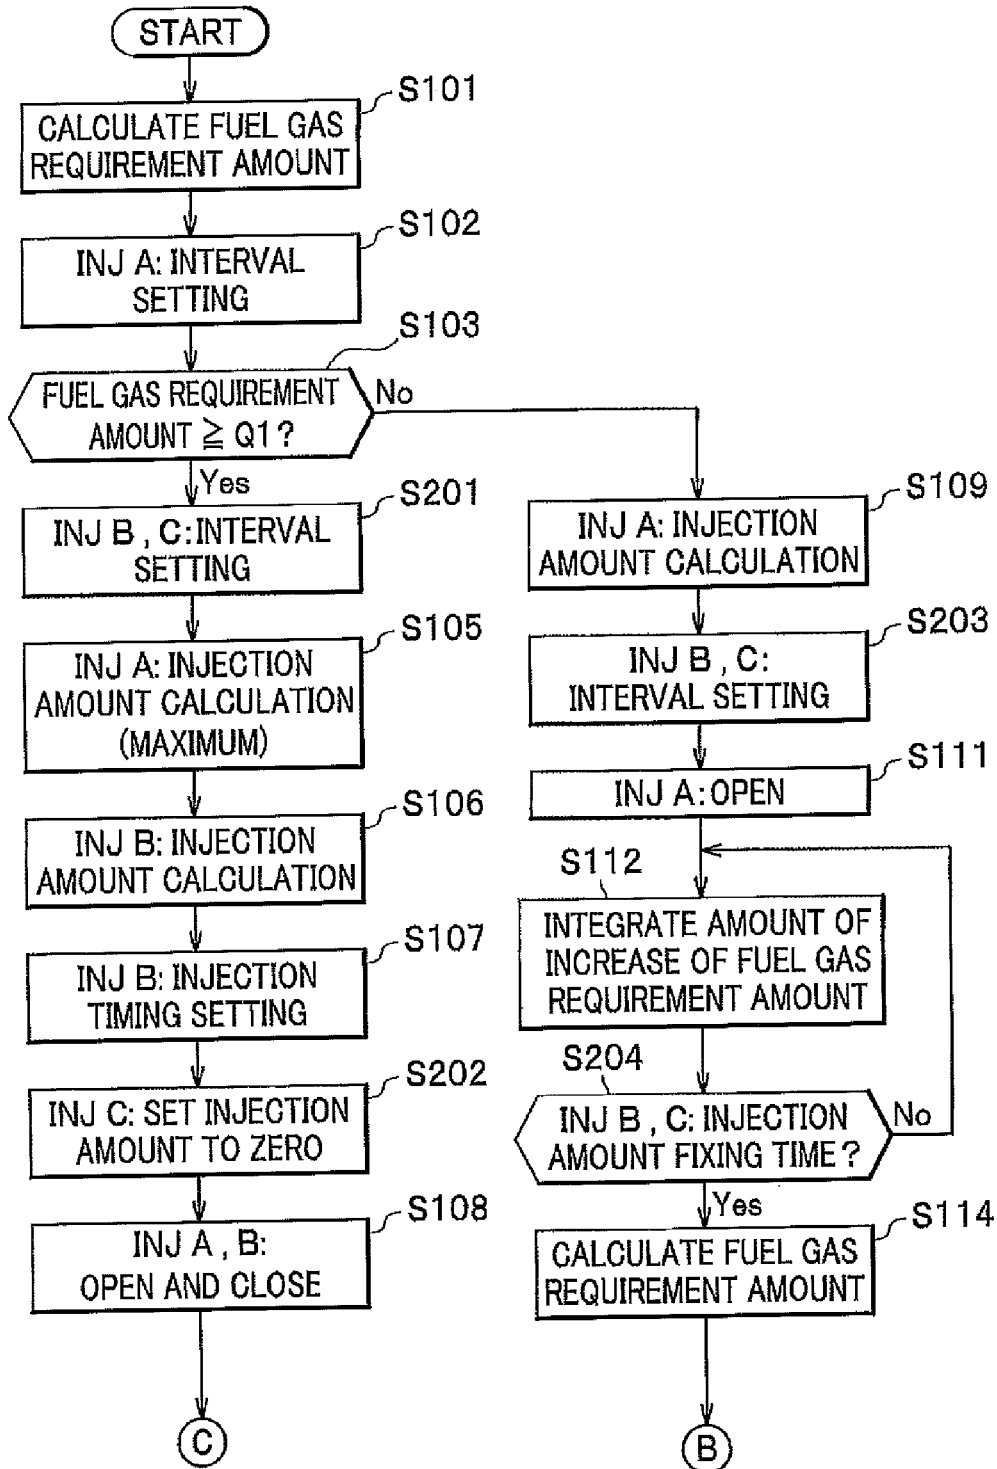 START
S101
CALCULATE FUEL GAS
REQUIREMENT AMOUNT
S102
INJ A: INTERVAL
SETTING
S103
FUEL GAS REQUIREMENT
AMOUNT ≧ Q1?
No
Yes
S201
INJ B , C: INTERVAL
SETTING
S105
INJ A: INJECTION
AMOUNT CALCULATION
(MAXIMUM)
S106
INJ B: INJECTION
AMOUNT CALCULATION
S107
INJ B: INJECTION
TIMING SETTING
S202
INJ C: SET INJECTION
AMOUNT TO ZERO
S108
INJ A , B:
OPEN AND CLOSE
C
S109
INJ A: INJECTION
AMOUNT CALCULATION
S203
INJ B , C:
INTERVAL SETTING
S111
INJ A: OPEN
S112
INTEGRATE AMOUNT OF
INCREASE OF FUEL GAS
REQUIREMENT AMOUNT
S204
INJ B , C: INJECTION
AMOUNT FIXING TIME?
No
Yes
S114
CALCULATE FUEL GAS
REQUIREMENT AMOUNT
B